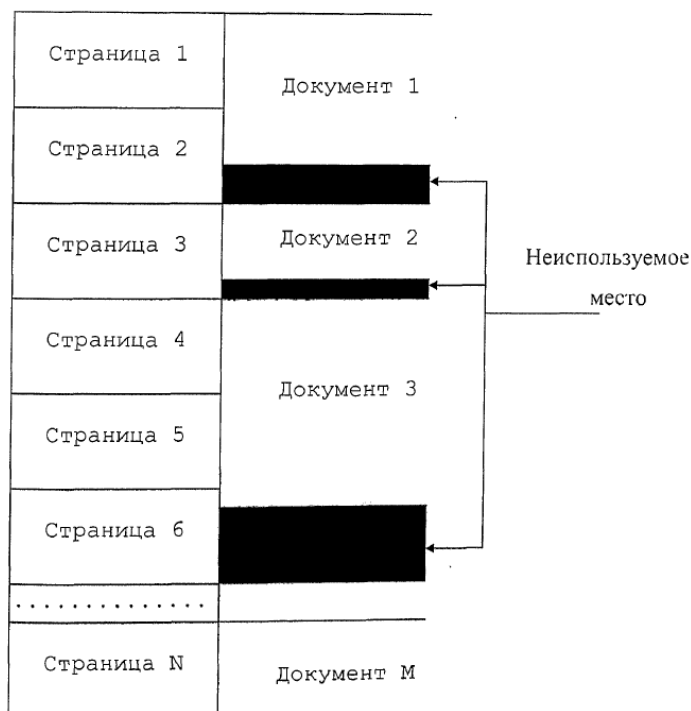 Страница 1
Документ 1
Страница 2
Страница 3
Документ 2
Неиспользуемое
место
Страница 4
Документ 3
Страница 5
Страница 6
. . . . . . . . . . . . . .
Страница N
Документ M